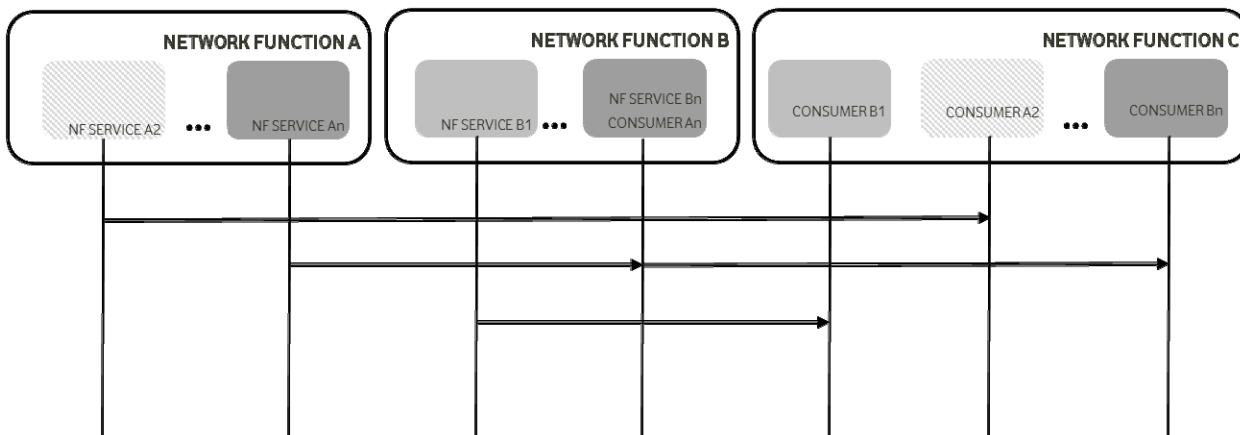 NETWORK FUNCTION A
NF SERVICE A2
•••
NF SERVICE An
NETWORK FUNCTION B
NF SERVICE B1
•••
NF SERVICE Bn
CONSUMER An
NETWORK FUNCTION C
CONSUMER B1
CONSUMER A2
•••
CONSUMER Bn